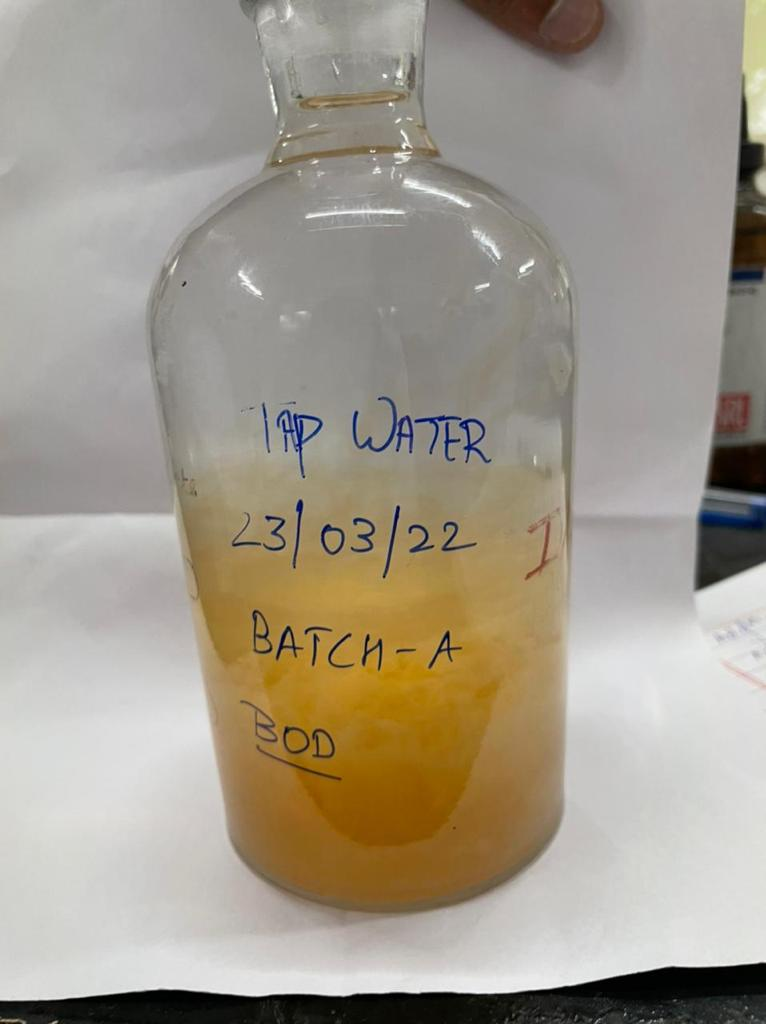 TAP WATER
23/03/22
I
BATCH-A
BOD